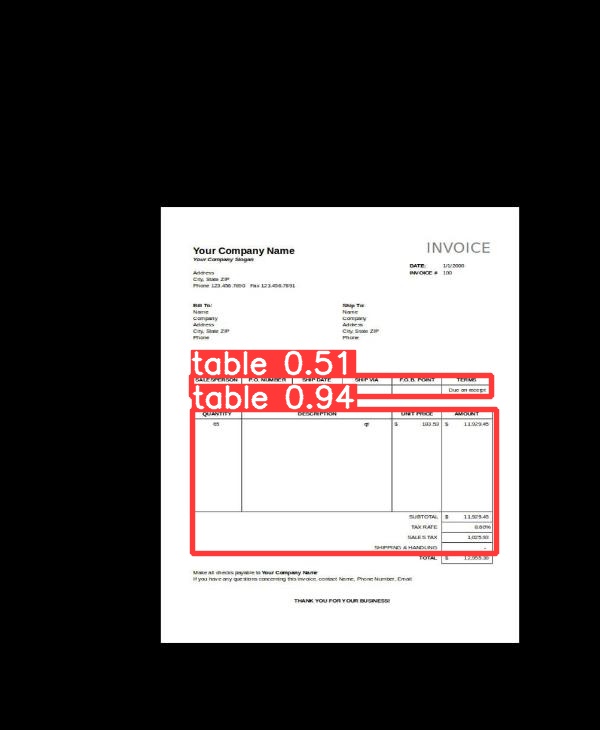 Your Company Name
INVOICE
Your Company Slogan
DATE: 1/1/2000
Address
INVOICE # 100
City, State ZIP
Phone 123.456.7890 Fax 123.456.7891
Bill To: Ship To:
Name Name
Company Company
Address Address
City, State ZIP City, State ZIP
Phone Phone
table 0.51
SALESPERSON P.O. NUMBER SHIP DATE SHIP VIA F.O.B. POINT TERMS
Due on receipt
table 0.94
QUANTITY DESCRIPTION UNIT PRICE AMOUNT
65 qt $ 183.53 $ 11,929.45
SUBTOTAL $ 11,929.45
TAX RATE 8.60%
SALES TAX 1,025.93
SHIPPING & HANDLING -
TOTAL $ 12,955.38
Make all checks payable to Your Company Name
If you have any questions concerning this invoice, contact Name, Phone Number, Email
THANK YOU FOR YOUR BUSINESS!